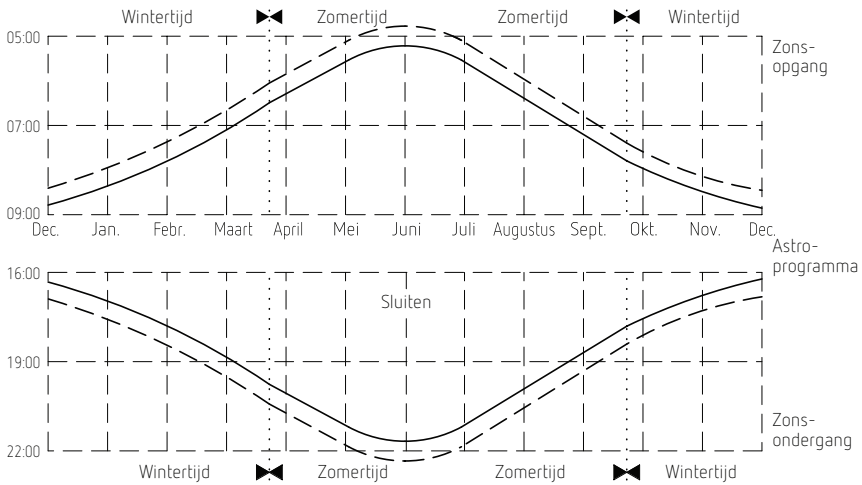 Wintertijd Zomertijd Zomertijd Wintertijd
05:00
Zons-
opgang
07:00
09:00
Dec. Jan. Febr. Maart April Mei Juni Juli Augustus Sept. Okt. Nov. Dec.
Astro-
programma
16:00
Sluiten
19:00
Zons-
ondergang
22:00
Wintertijd Zomertijd Zomertijd Wintertijd